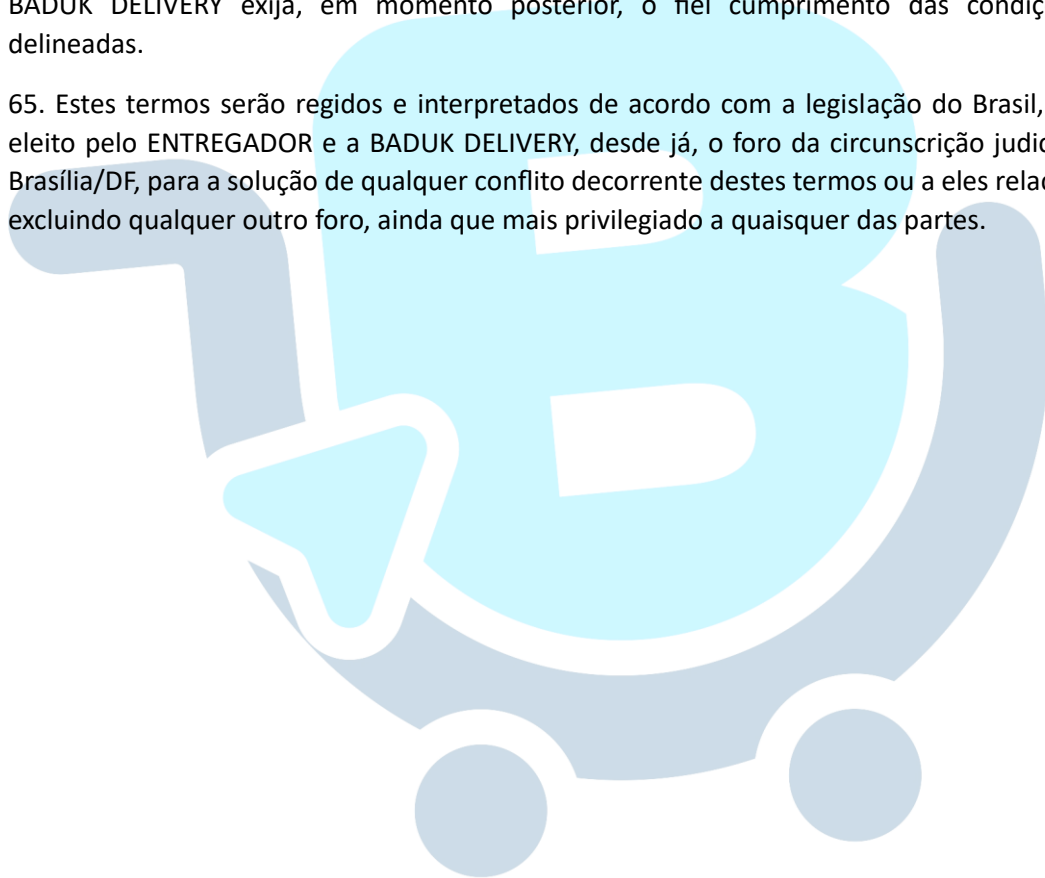 BADUK DELIVERY exija, em momento posterior, o fiel cumprimento das condiç
delineadas.
65. Estes termos serão regidos e interpretados de acordo com a legislação do Brasil,
eleito pelo ENTREGADOR e a BADUK DELIVERY, desde já, o foro da circunscrição judic
Brasília/DF, para a solução de qualquer conflito decorrente destes termos ou a eles relac
excluindo qualquer outro foro, ainda que mais privilegiado a quaisquer das partes.
B